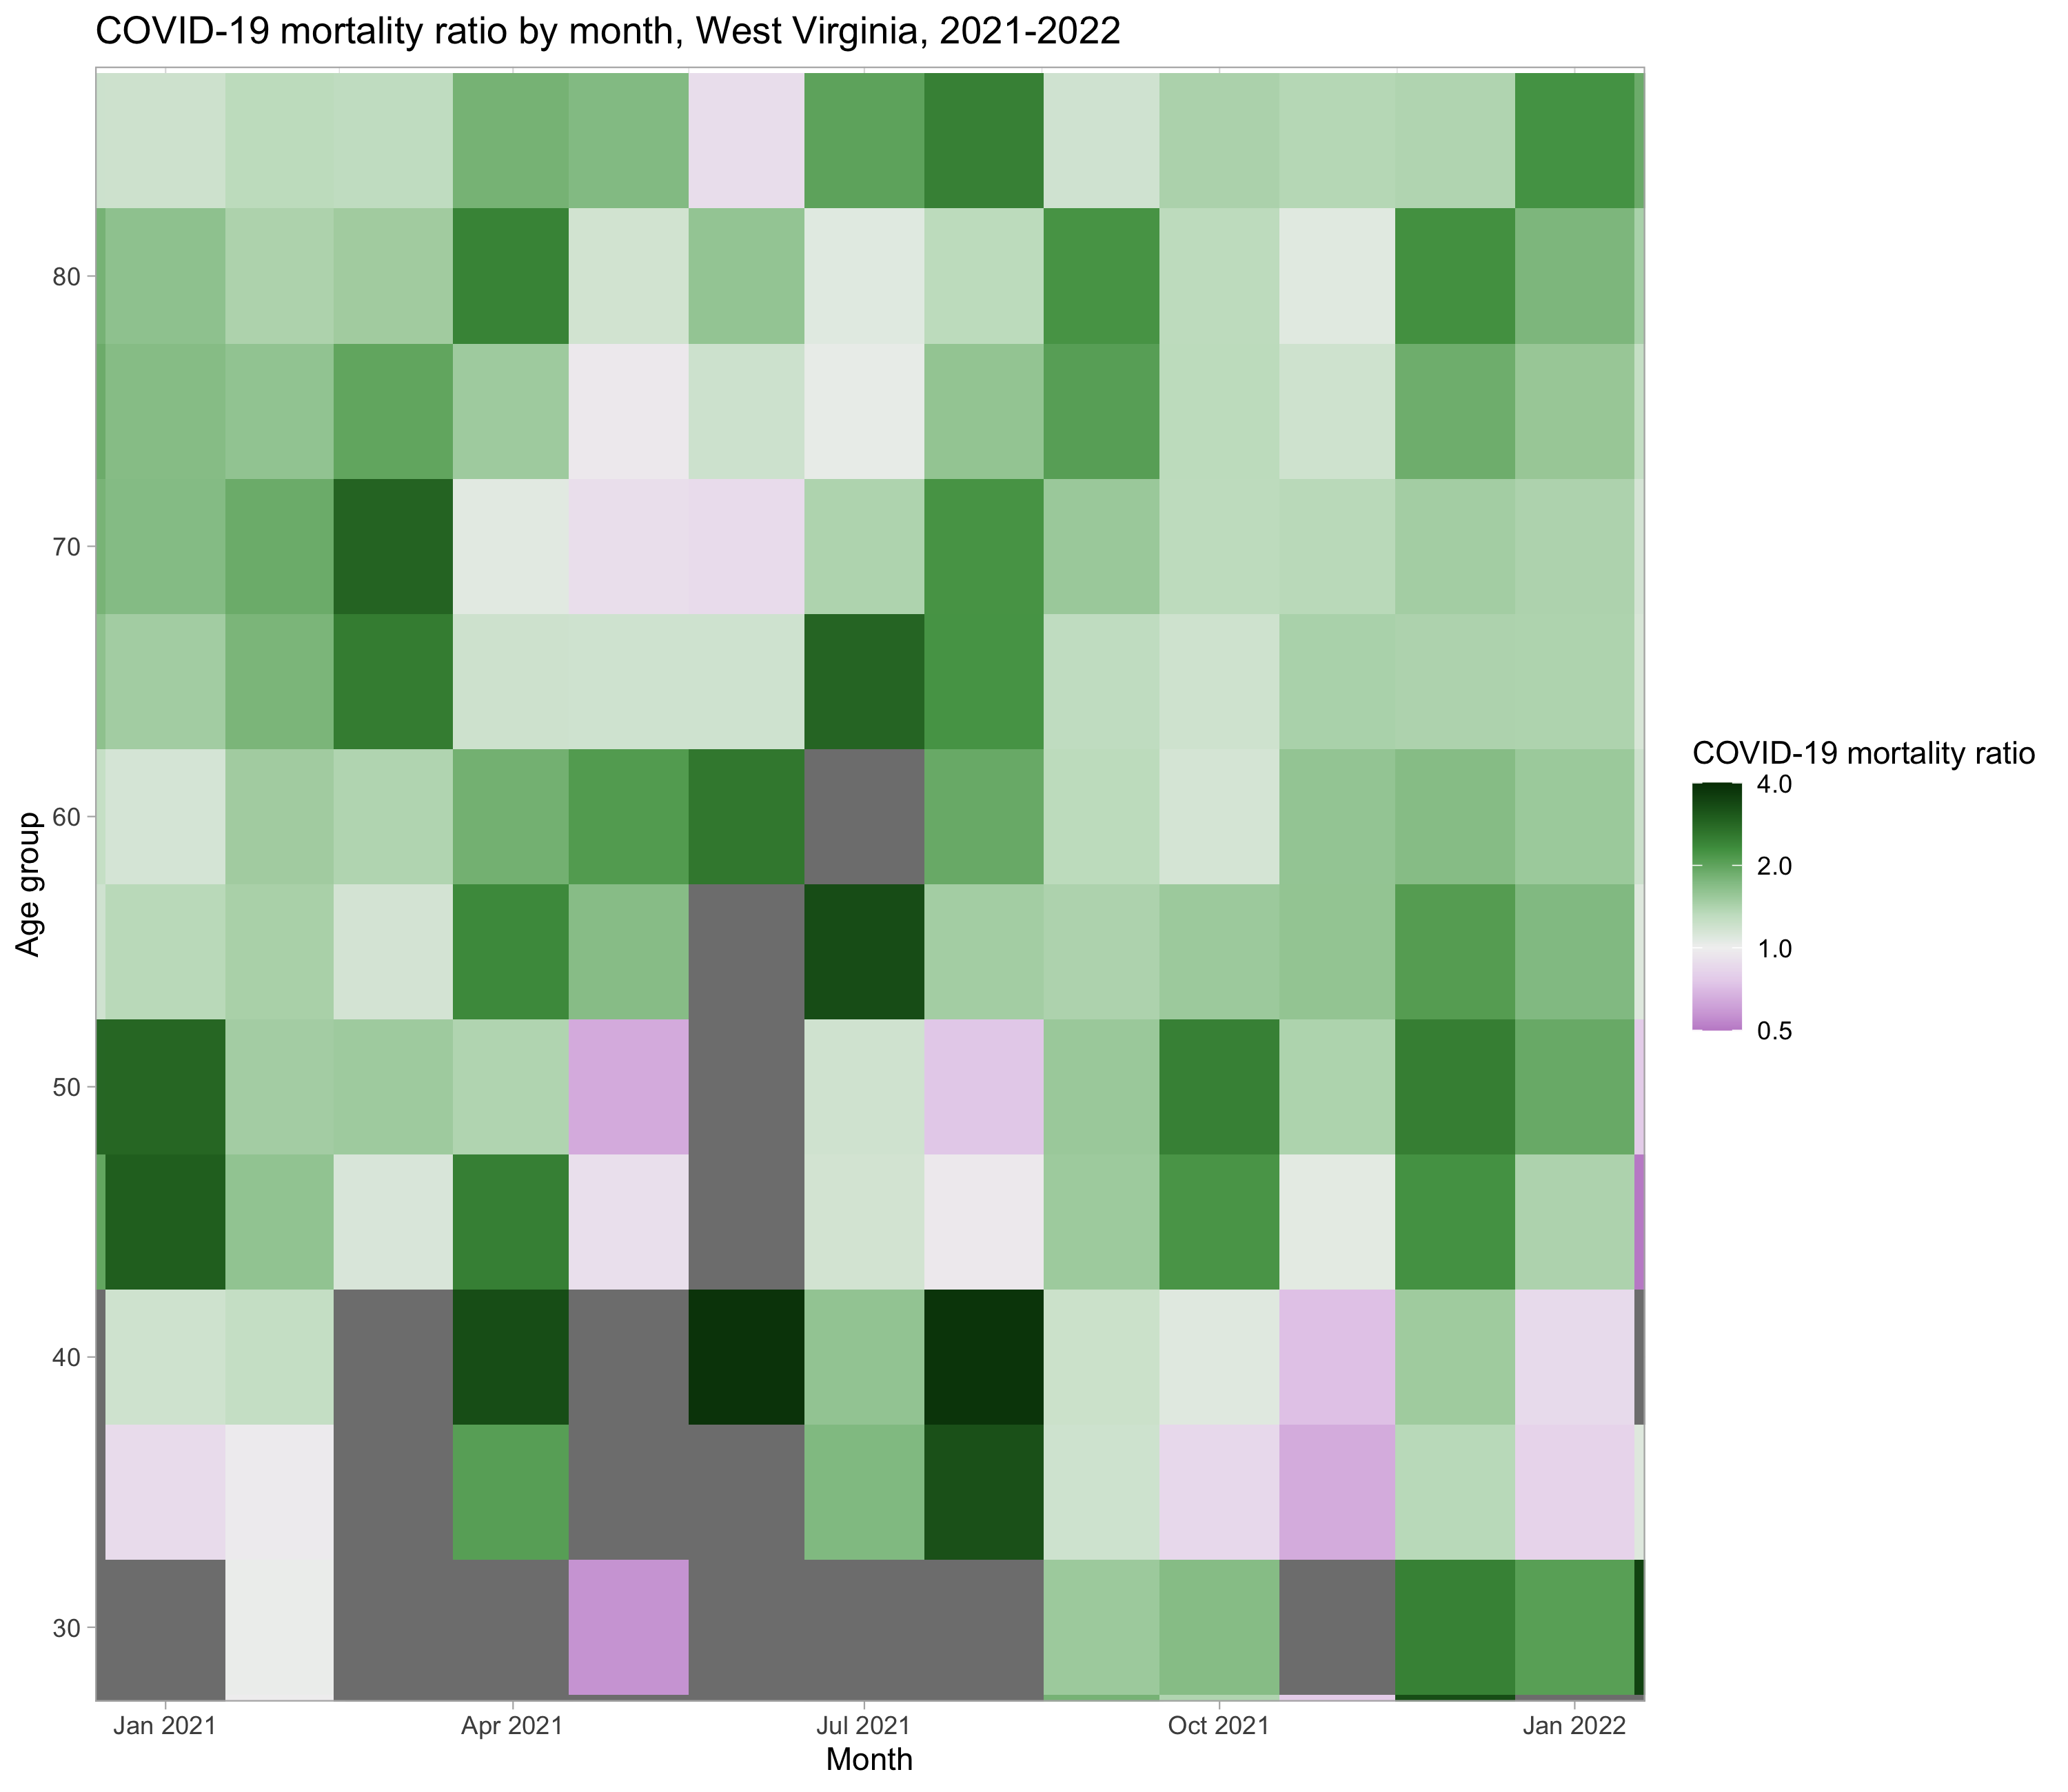 COVID-19 mortality ratio by month, West Virginia, 2021-2022
80
70
60
50
40
30
Age group
Jan 2021
Apr 2021
Jul 2021
Oct 2021
Jan 2022
Month
COVID-19 mortality ratio
4.0
2.0
1.0
0.5